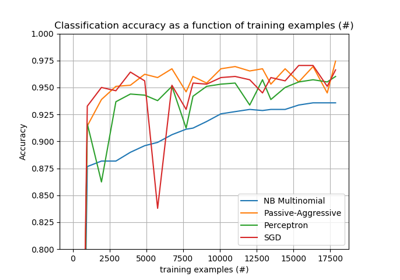 Classification accuracy as a function of training examples (#)
1.000
0.975
0.950
0.925
0.900
0.875
0.850
0.825
0.800
Accuracy
NB Multinomial
Passive-Aggressive
Perceptron
SGD
0 2500 5000 7500 10000 12500 15000 17500
training examples (#)